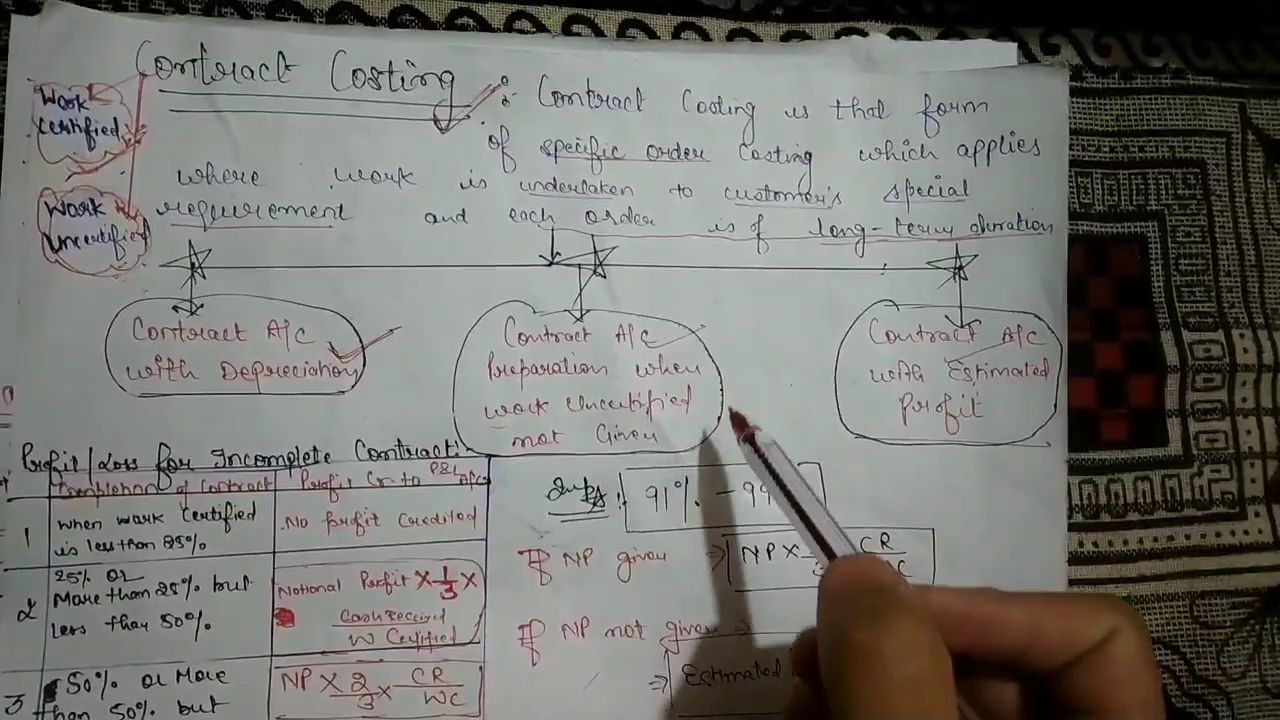 Contract Costing : Contract Costing is that form
of specific order Costing which applies
where work is undertaken to customer's special
requirement and each order is of long-term duration
Work
certified
Work
Uncertified
Contract A/C
with Depreciation
Contract A/C
Preparation when
work Uncertified
not Given
Contract A/C
with Estimated
Profit
Profit/Loss for Incomplete Contract:
Completion of Contract Profit Cr. to P&L A/C
1 When work certified
is less than 25% No Profit Credited
2 25% or
More than 25% but
Less than 50%
Notional Profit × 1/3 ×
Cash received
W Certified
3 50% or More
than 50% but
NP × 2/3 × CR/WC
91% - 99
If NP given ⇒ NP × CR
If NP not given ⇒
⇒ Estimated